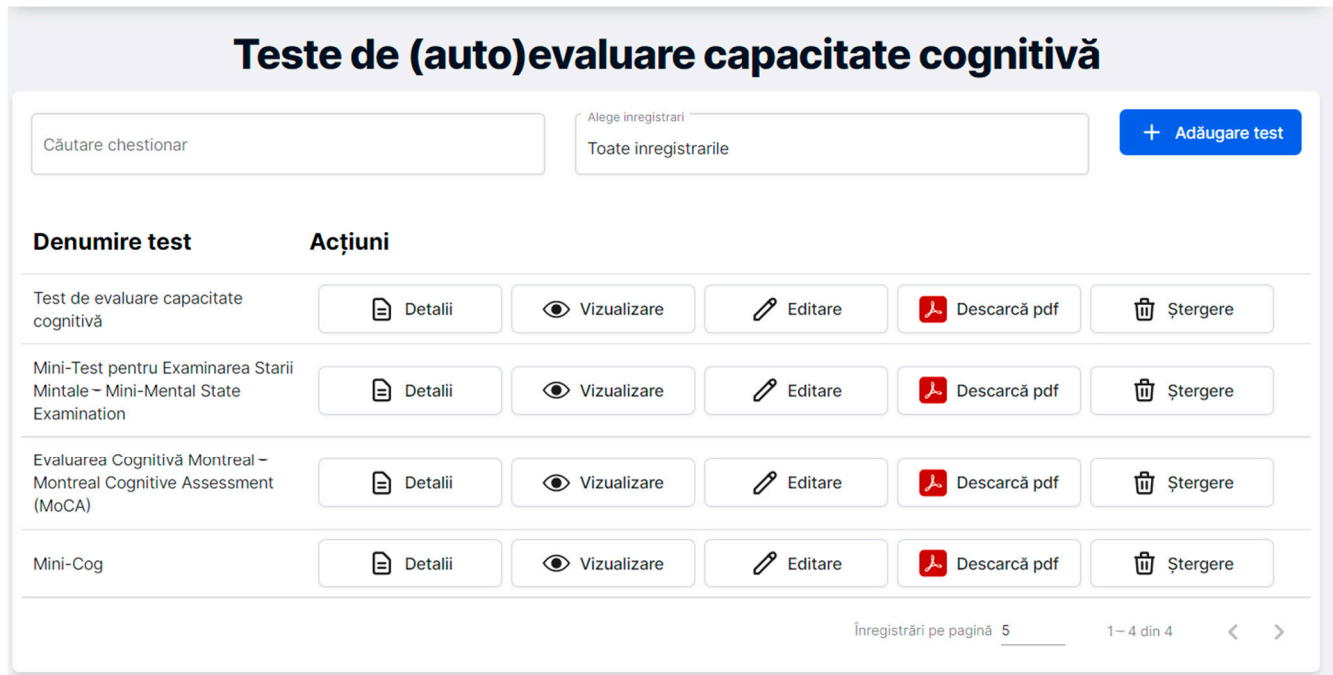 Teste de (auto)evaluare capacitate cognitivă
Căutare chestionar
Alege inregistrari
Toate inregistrarile
+ Adăugare test
Denumire test Acțiuni
Test de evaluare capacitate
cognitivă
Detalii Vizualizare Editare Descarcă pdf Ștergere
Mini-Test pentru Examinarea Starii
Mintale – Mini-Mental State
Examination
Detalii Vizualizare Editare Descarcă pdf Ștergere
Evaluarea Cognitivă Montreal –
Montreal Cognitive Assessment
(MoCA)
Detalii Vizualizare Editare Descarcă pdf Ștergere
Mini-Cog
Detalii Vizualizare Editare Descarcă pdf Ștergere
Înregistrări pe pagină 5 1–4 din 4